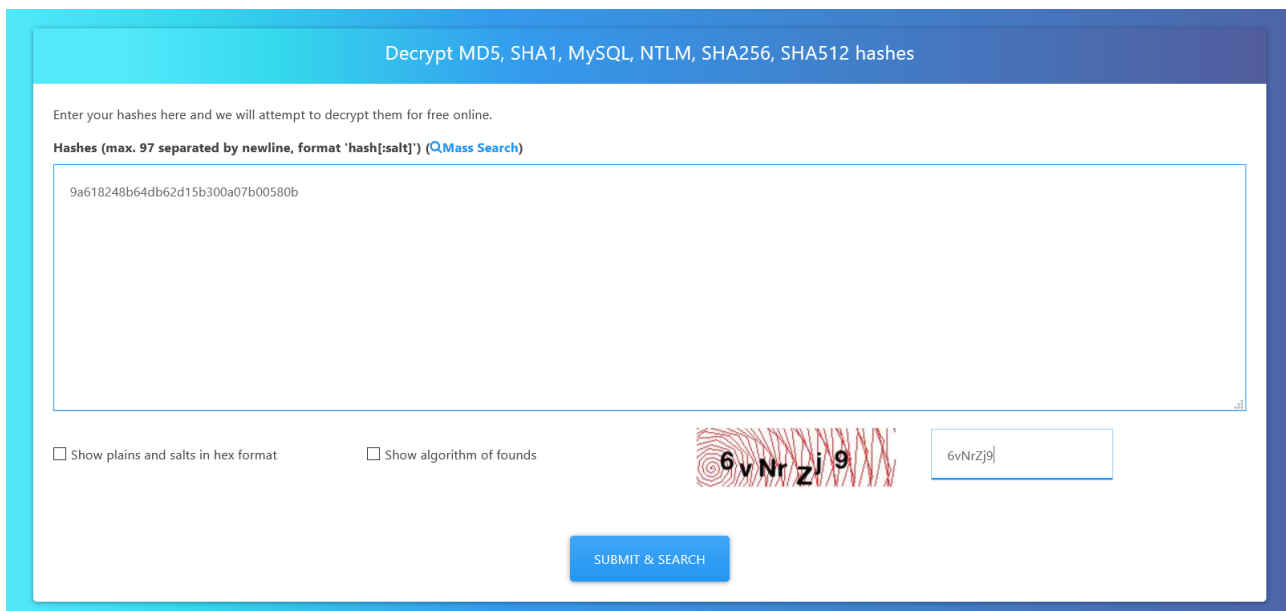 Decrypt MD5, SHA1, MySQL, NTLM, SHA256, SHA512 hashes
Enter your hashes here and we will attempt to decrypt them for free online.
Hashes (max. 97 separated by newline, format 'hash[:salt]') (Mass Search)
9a618248b64db62d15b300a07b00580b
Show plains and salts in hex format
Show algorithm of founds
6vNrZj9
6vNrZj9
SUBMIT & SEARCH